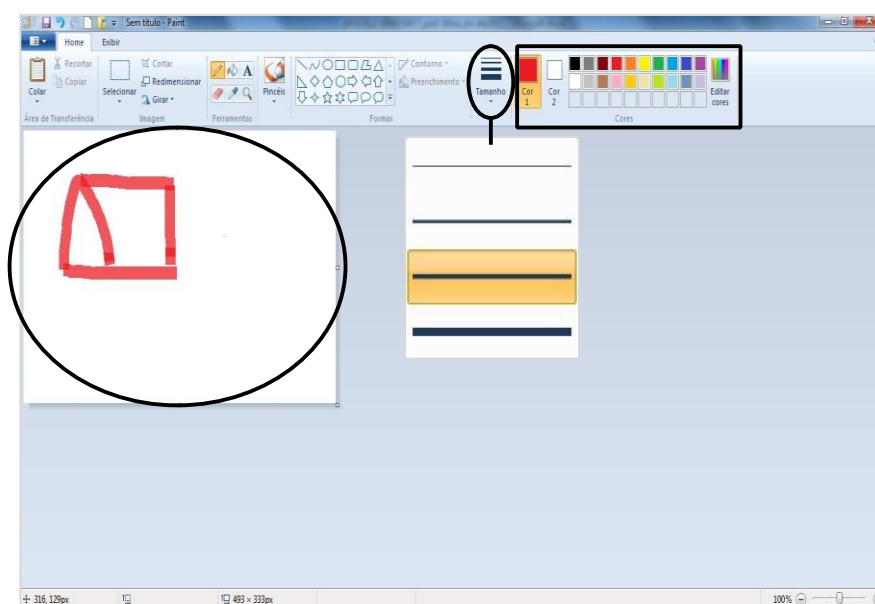 Sem título - Paint
Home Exibir
Colar
Recortar
Copiar
Área de Transferência
Selecionar
Cortar
Redimensionar
Girar
Imagem
A
Ferramentas
Pincéis
Contorno
Preenchimento
Formas
Tamanho
Cor 1
Cor 2
Editar cores
Cores
316, 129px
493 × 333px
100%